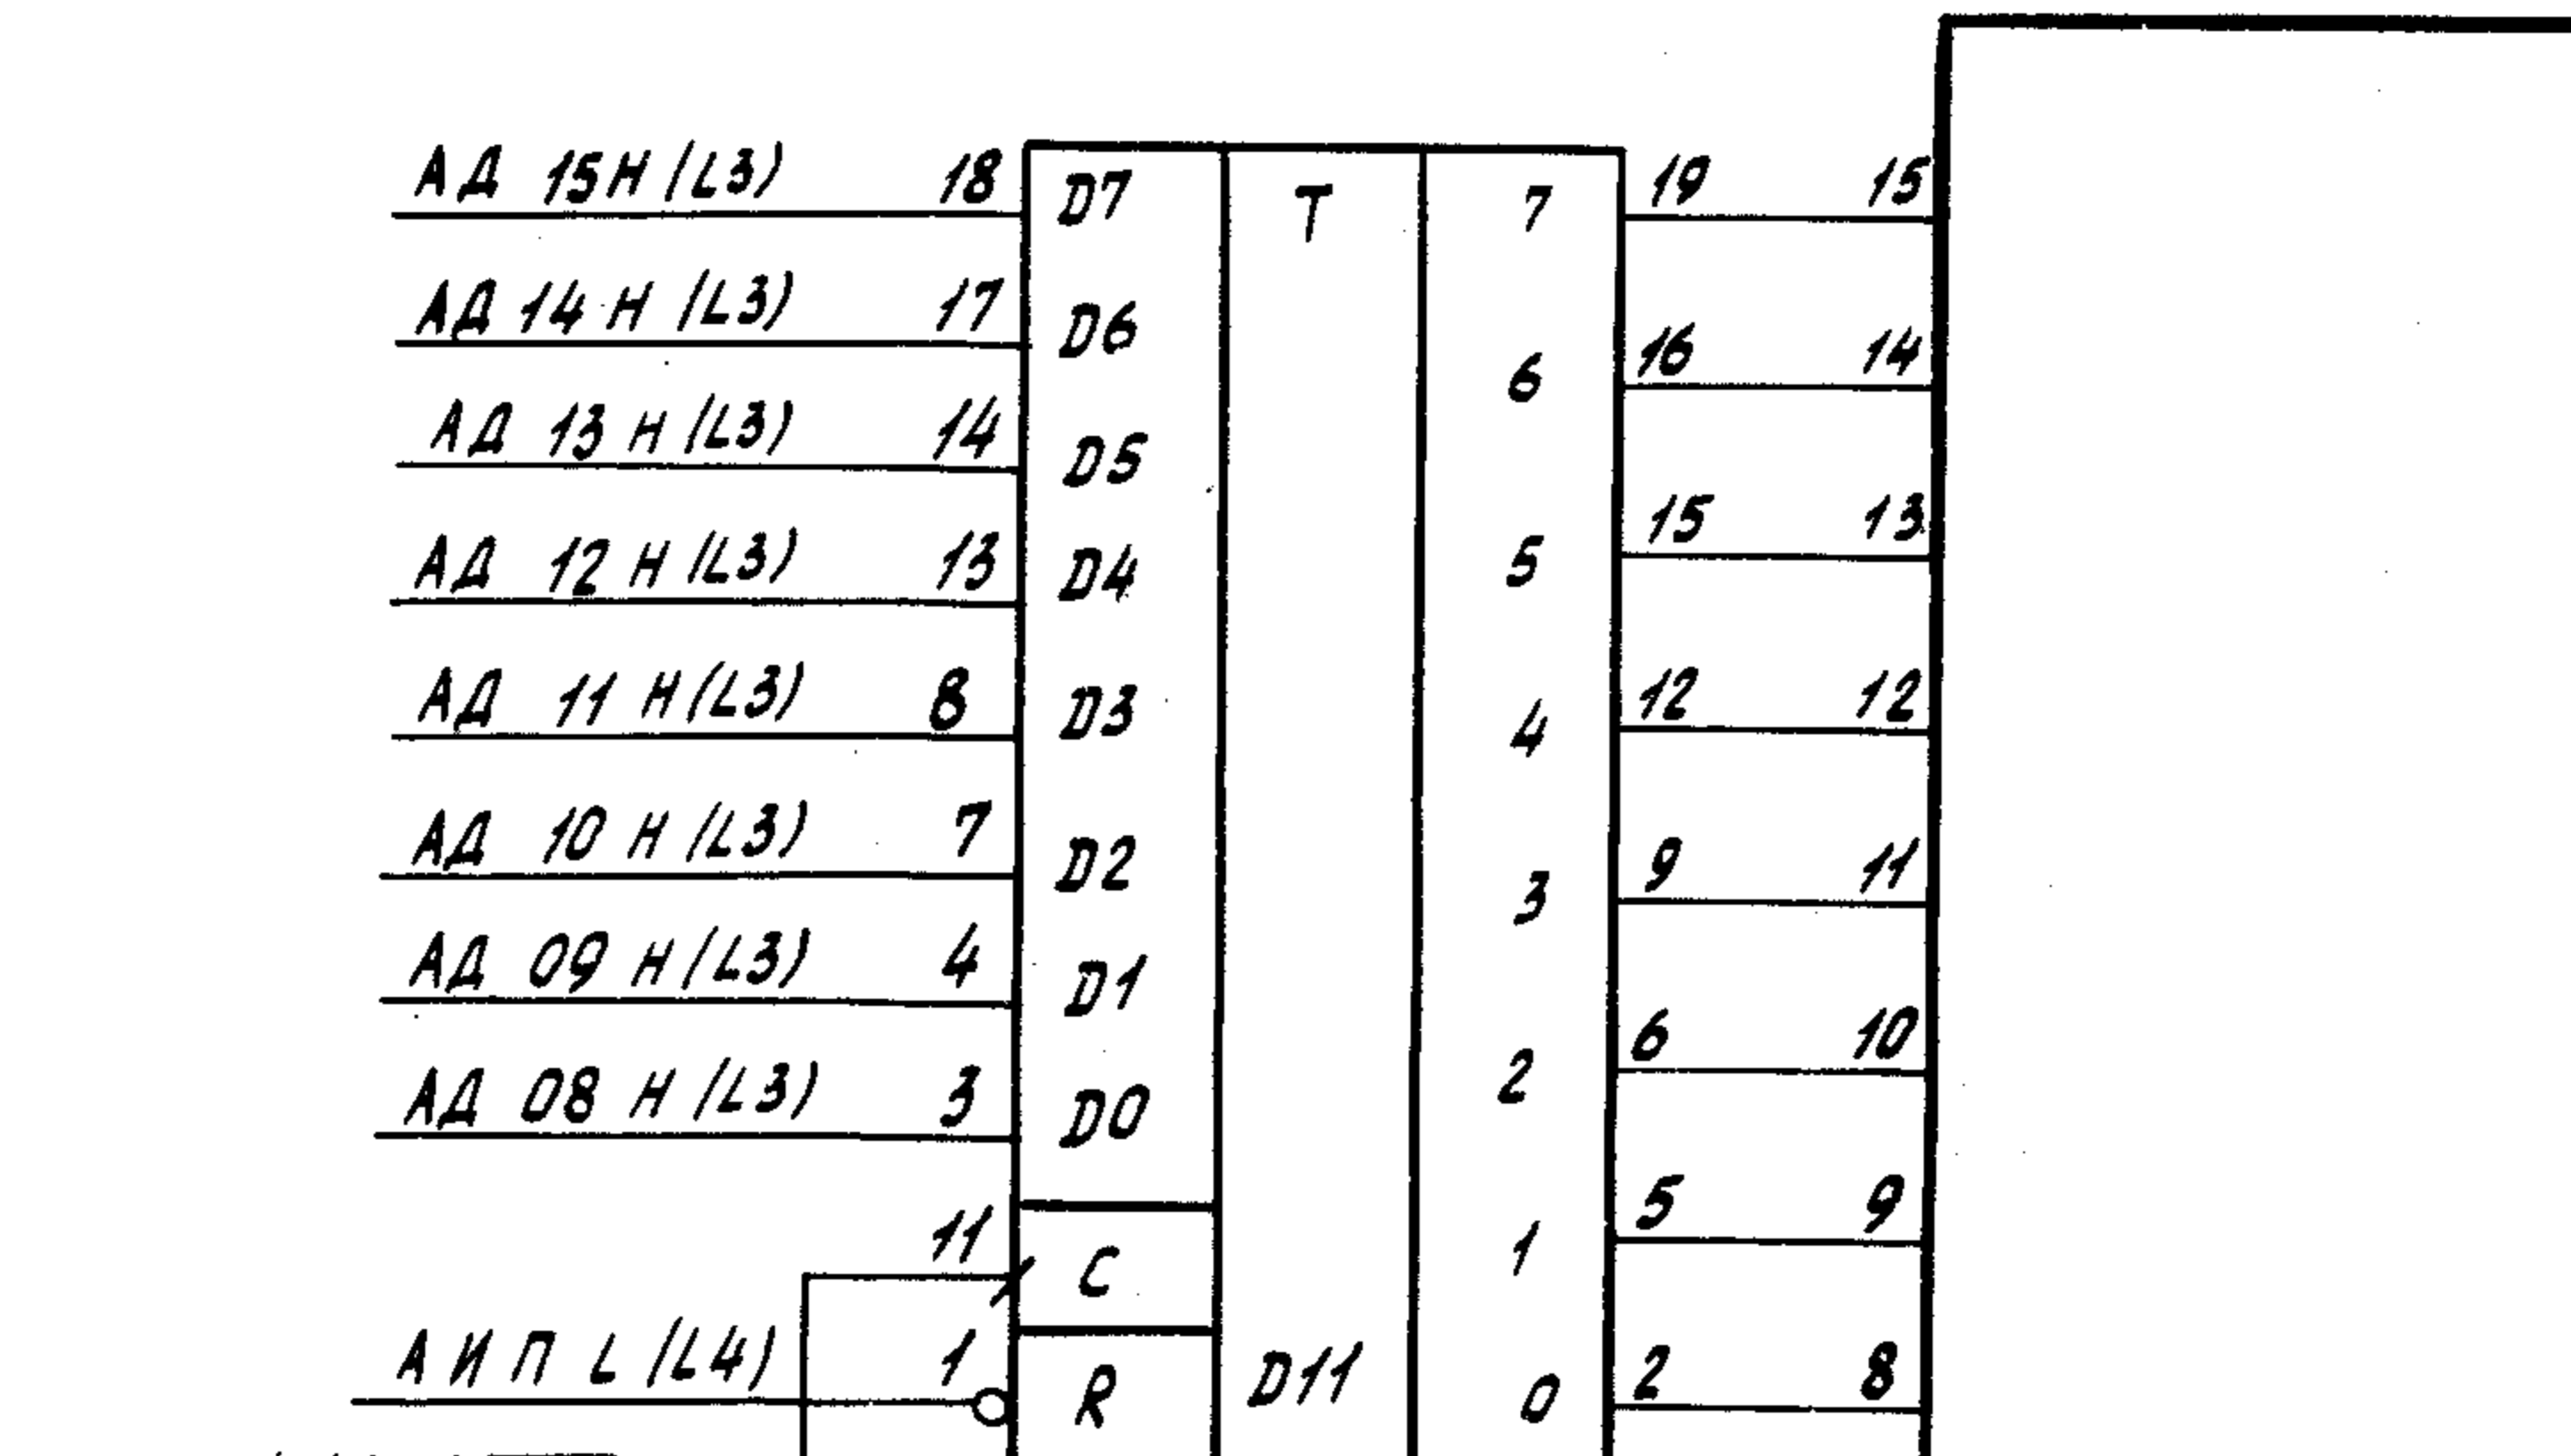 АД 15Н (L3) 18 D7 T 7 19 15
АД 14 Н (L3) 17 D6 6 16 14
АД 13 Н (L3) 14 D5 5 15 13
АД 12 Н (L3) 13 D4 4 12 12
АД 11 Н (L3) 8 D3 3 9 11
АД 10 Н (L3) 7 D2 2 6 10
АД 09 Н (L3) 4 D1 1 5 9
АД 08 Н (L3) 3 D0 0 2 8
11 C
АИП L (L4) 1 R D11